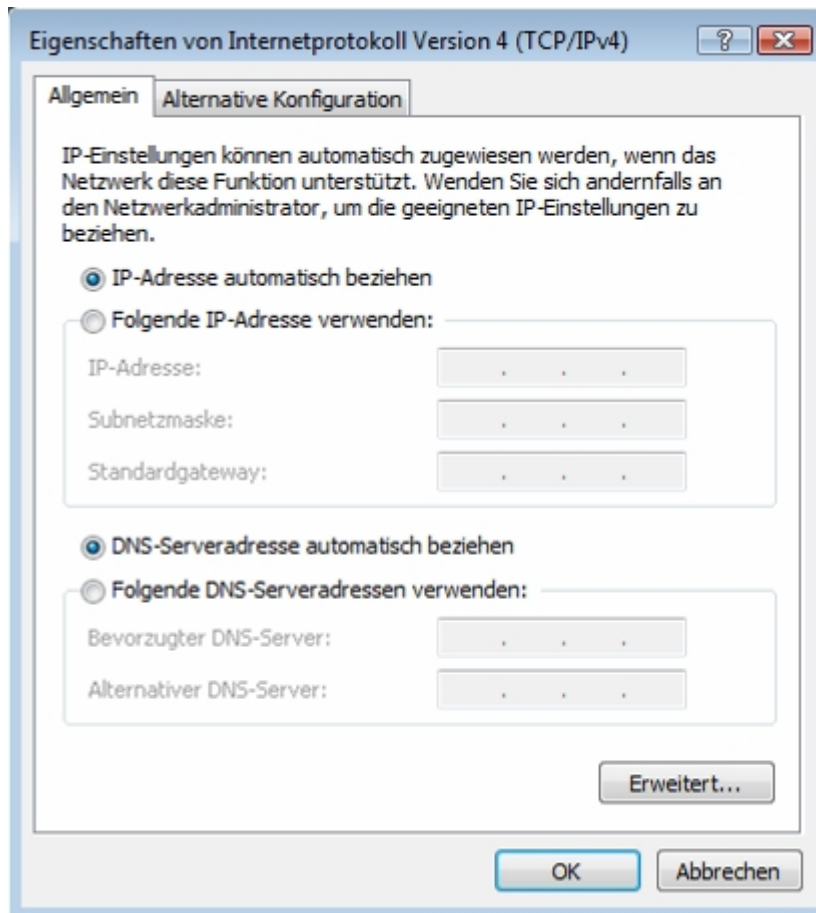 Eigenschaften von Internetprotokoll Version 4 (TCP/IPv4)
Allgemein
Alternative Konfiguration
IP-Einstellungen können automatisch zugewiesen werden, wenn das
Netzwerk diese Funktion unterstützt. Wenden Sie sich andernfalls an
den Netzwerkadministrator, um die geeigneten IP-Einstellungen zu
beziehen.
IP-Adresse automatisch beziehen
Folgende IP-Adresse verwenden:
IP-Adresse: . . .
Subnetzmaske: . . .
Standardgateway: . . .
DNS-Serveradresse automatisch beziehen
Folgende DNS-Serveradressen verwenden:
Bevorzugter DNS-Server: . . .
Alternativer DNS-Server: . . .
Erweitert...
OK
Abbrechen